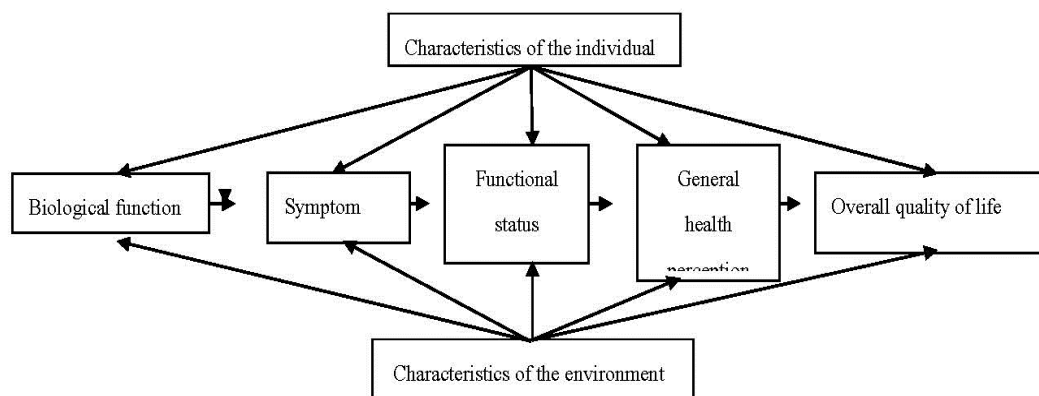 Characteristics of the individual
Biological function
Symptom
Functional
status
General
health
perception
Overall quality of life
Characteristics of the environment